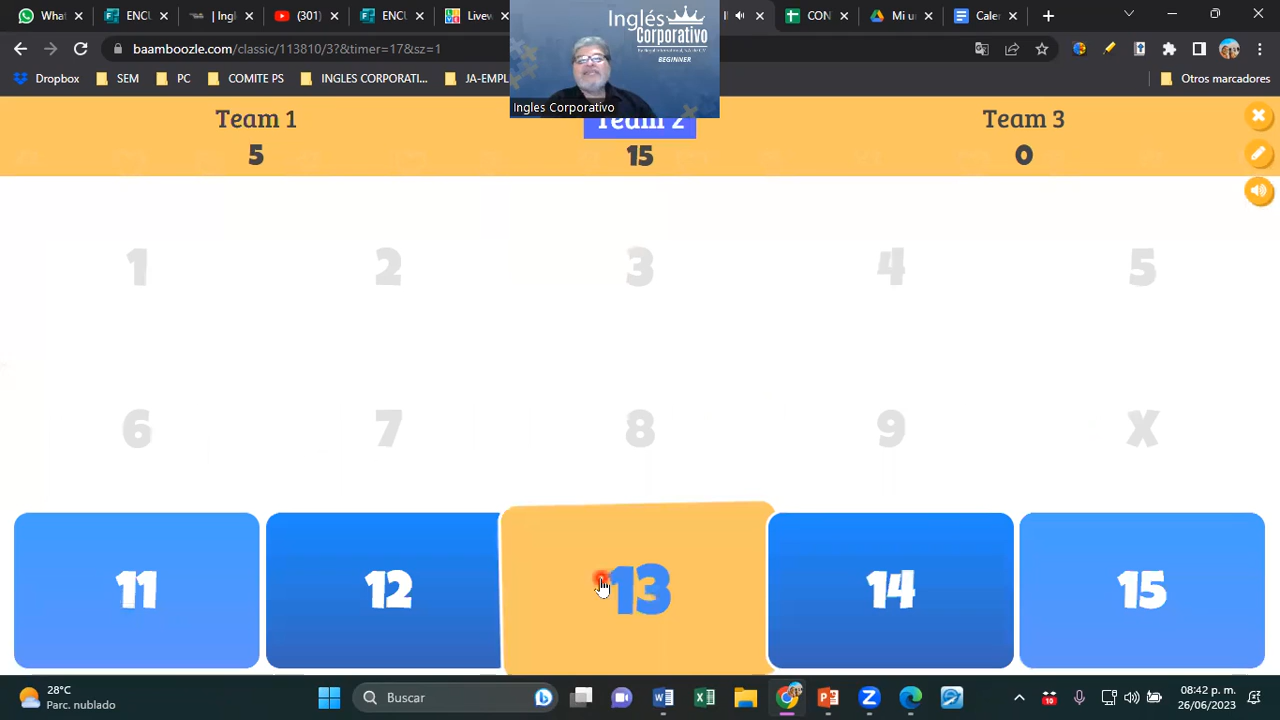 What
ENCU
| Ingl
(301)
ENCU
Livew
CON
Mi un
Calen
baamboozle.com/classic/113810/3?&timer=17&sz=1
Dropbox
SEM
PC
COMITE PS
INGLES CORPORATI...
JA-EMPL
Otros marcadores
Inglés
Corporativo
BEGINNER
Ingles Corporativo
Team 1
Team 2
Team 3
5
15
0
1 2 3 4 5
6 7 8 9 X
11 12 13 14 15
28°C
Parc. nublado
Buscar
10
08:42 p. m.
26/06/2023